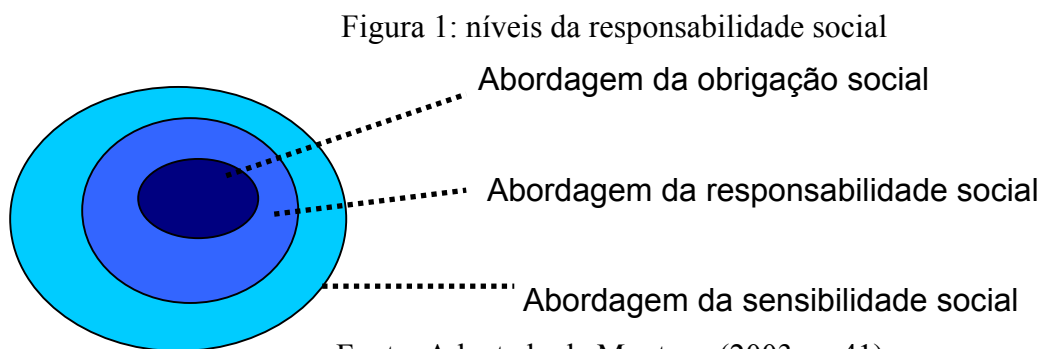 Figura 1: níveis da responsabilidade social
Abordagem da obrigação social
Abordagem da responsabilidade social
Abordagem da sensibilidade social